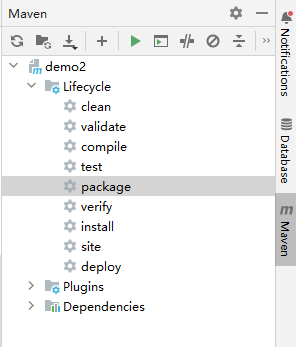 Maven
demo2
Lifecycle
clean
validate
compile
test
package
verify
install
site
deploy
Plugins
Dependencies
Notifications
Database
m Maven